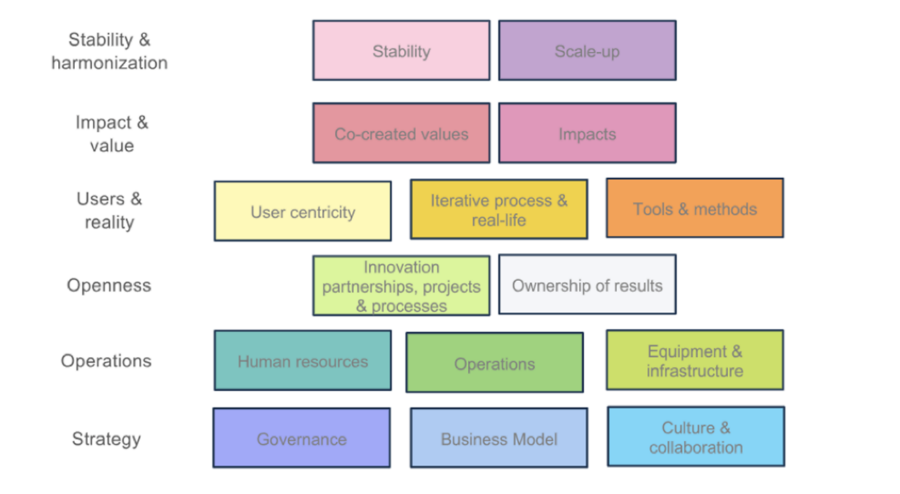 Stability &
harmonization
Stability
Scale-up
Impact &
value
Co-created values
Impacts
Users &
reality
User centricity
Iterative process &
real-life
Tools & methods
Openness
Innovation
partnerships, projects
& processes
Ownership of results
Operations
Human resources
Operations
Equipment &
infrastructure
Strategy
Governance
Business Model
Culture &
collaboration